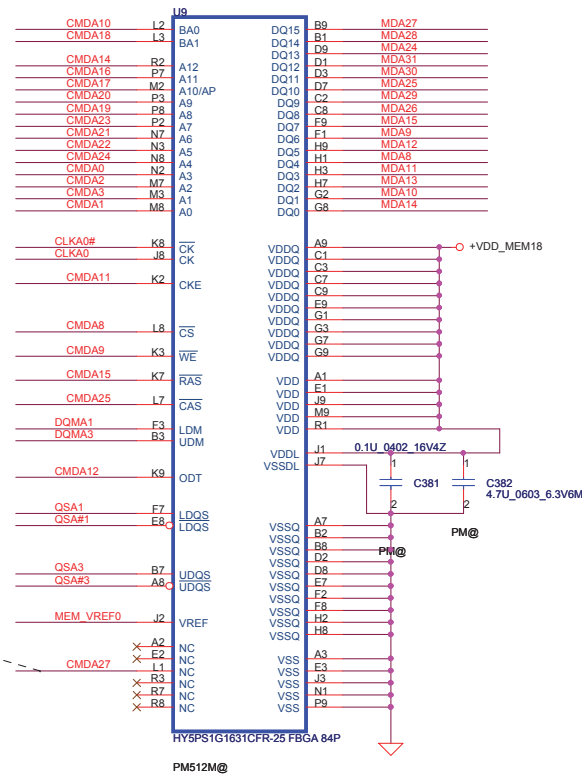 U9
CMDA10 L2 BA0 DQ15 B9 MDA27
CMDA18 L3 BA1 DQ14 B1 MDA28
DQ13 D9 MDA24
CMDA14 R2 A12 DQ12 D1 MDA31
CMDA16 P7 A11 DQ11 D3 MDA30
CMDA17 M2 A10/AP DQ10 D7 MDA25
CMDA20 P3 A9 DQ9 C2 MDA29
CMDA19 P8 A8 DQ8 C8 MDA26
CMDA23 P2 A7 DQ7 F9 MDA15
CMDA21 N7 A6 DQ6 F1 MDA9
CMDA22 N3 A5 DQ5 H9 MDA12
CMDA24 N8 A4 DQ4 H1 MDA8
CMDA0 N2 A3 DQ3 H3 MDA11
CMDA2 M7 A2 DQ2 H7 MDA13
CMDA3 M3 A1 DQ1 G2 MDA10
CMDA1 M8 A0 DQ0 G8 MDA14
CLKA0# K8 CK VDDQ A9 +VDD_MEM18
CLKA0 J8 CK VDDQ C1
VDDQ C3
CMDA11 K2 CKE VDDQ C7
VDDQ C9
VDDQ E9
VDDQ G1
CMDA8 L8 CS VDDQ G3
VDDQ G7
CMDA9 K3 WE VDDQ G9
CMDA15 K7 RAS VDD A1
VDD E1
CMDA25 L7 CAS VDD J9
VDD M9
DQMA1 F3 LDM VDD R1
DQMA3 B3 UDM
VDDL J1 0.1U_0402_16V4Z
VSSDL J7 1 1
CMDA12 K9 ODT
C381 C382
4.7U_0603_6.3V6M
2 2
QSA1 F7 LDQS
QSA#1 E8 LDQS VSSQ A7
VSSQ B2 PM@
VSSQ B8 PM@
VSSQ D2
QSA3 B7 UDQS VSSQ D8
QSA#3 A8 UDQS VSSQ E7
VSSQ F2
VSSQ F8
MEM_VREF0 J2 VREF VSSQ H2
VSSQ H8
A2 NC
E2 NC VSS A3
CMDA27 L1 NC VSS E3
R3 NC VSS J3
R7 NC VSS N1
R8 NC VSS P9
HY5PS1G1631CFR-25 FBGA 84P
PM512M@